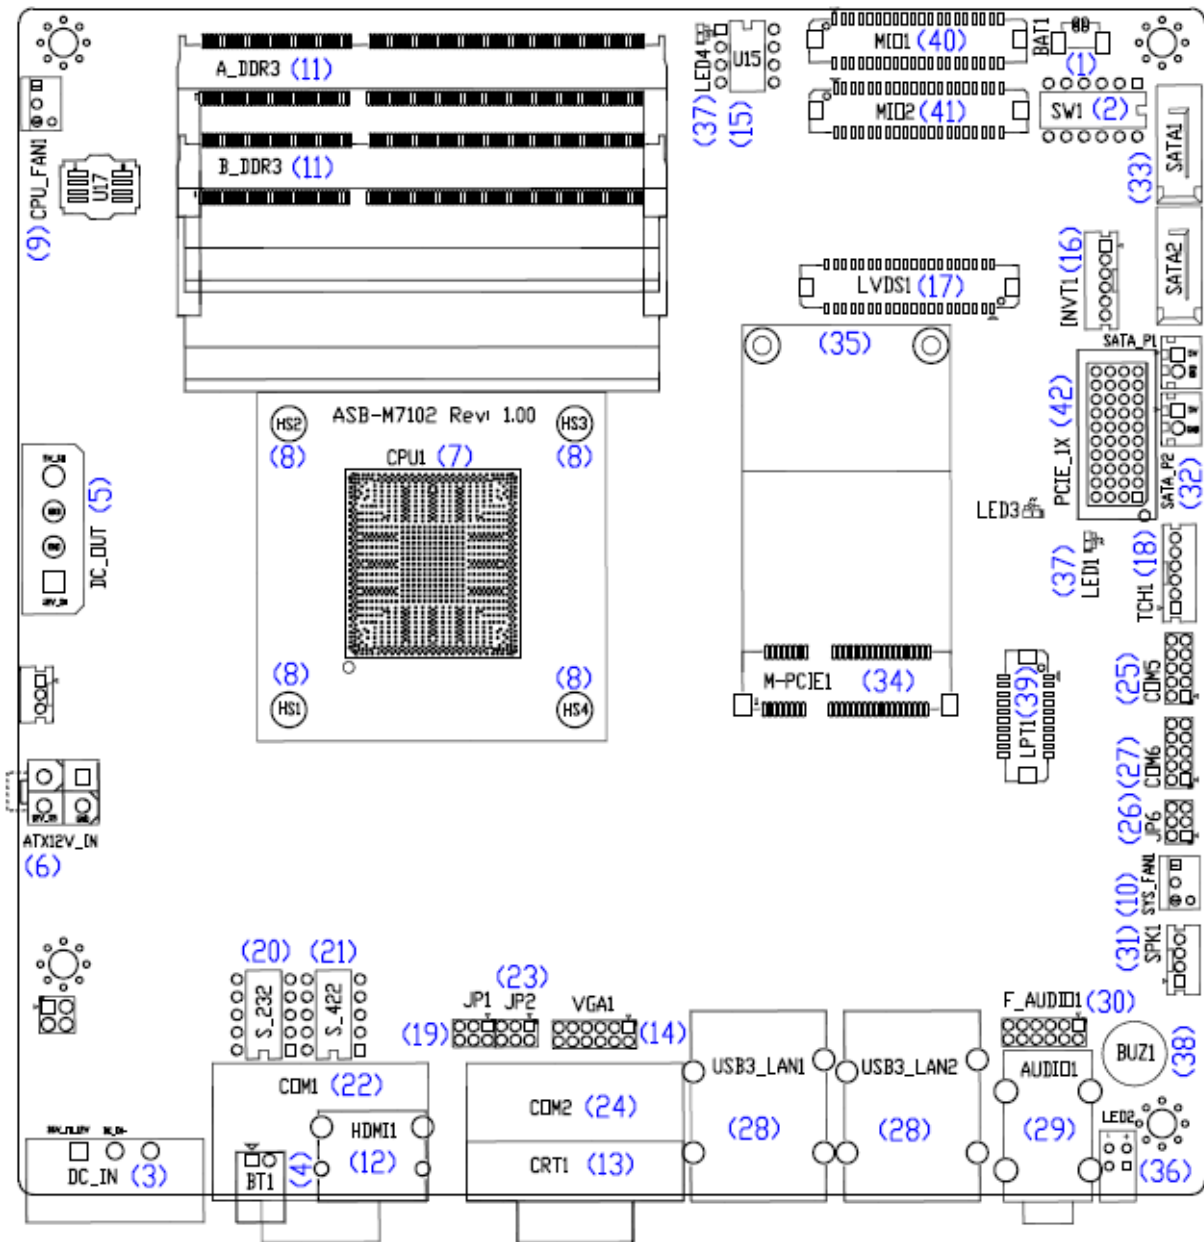 A_DDR3 (11)
B_DDR3 (11)
CPU_FAN1
(9)
U17
LED4
(37)
U15
(15)
MIO1 (40)
MIO2 (41)
BAT1
(1)
SW1 (2)
SATA1
(33)
SATA2
INVT1 (16)
LVDS1 (17)
(35)
SATA_P1
PCIE_1X (42)
SATA_P2
(32)
ASB-M7102 Rev: 1.00
HS2
(8)
HS3
(8)
CPU1 (7)
(8)
HS1
(8)
HS4
DC_OUT (5)
LED3
LED1
(37)
TCH1 (18)
M-PCIE1 (34)
LPT1 (39)
COM5
(25)
COM6
(27)
JP6
(26)
SYS_FAN1
(10)
SPK1
(31)
ATX12V_IN
(6)
(20) (21)
S_232
S_422
(23)
JP1 JP2
(19)
VGA1
(14)
F_AUDIO1 (30)
BUZ1
(38)
COM1 (22)
HDMI1
(12)
BT1
(4)
DC_IN (3)
COM2 (24)
CRT1 (13)
USB3_LAN1
(28)
USB3_LAN2
(28)
AUDIO1
(29)
LED2
(36)